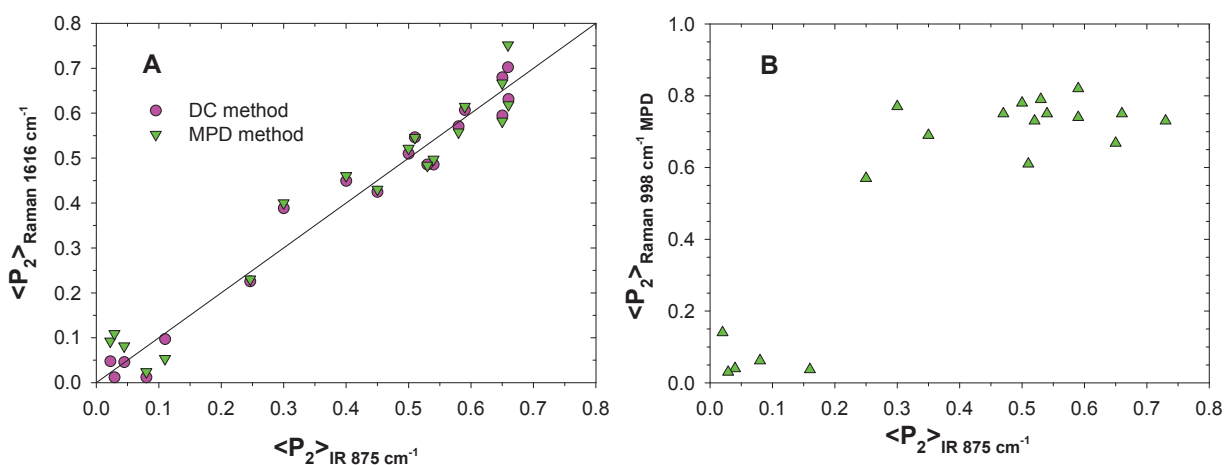 A
DC method
MPD method
0.8
0.7
0.6
0.5
0.4
0.3
0.2
0.1
0.0
0.0 0.1 0.2 0.3 0.4 0.5 0.6 0.7 0.8
<P2>Raman 1616 cm-1
<P2>IR 875 cm-1
B
1.0
0.8
0.6
0.4
0.2
0.0
0.0 0.1 0.2 0.3 0.4 0.5 0.6 0.7 0.8
<P2>Raman 998 cm-1 MPD
<P2>IR 875 cm-1